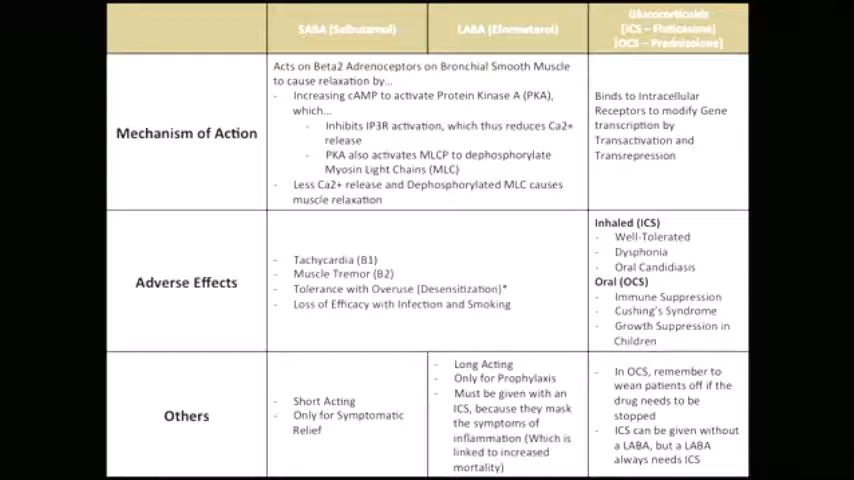 SABA (Salbutamol)
LABA (Eformeterol)
Glucocorticoids
[ICS – Fluticasone]
[OCS – Prednisolone]
Mechanism of Action
Acts on Beta2 Adrenoceptors on Bronchial Smooth Muscle
to cause relaxation by…
- Increasing cAMP to activate Protein Kinase A (PKA),
which…
- Inhibits IP3R activation, which thus reduces Ca2+
release
- PKA also activates MLCP to dephosphorylate
Myosin Light Chains (MLC)
- Less Ca2+ release and Dephosphorylated MLC causes
muscle relaxation
Binds to Intracellular
Receptors to modify Gene
transcription by
Transactivation and
Transrepression
Adverse Effects
- Tachycardia (B1)
- Muscle Tremor (B2)
- Tolerance with Overuse (Desensitization)*
- Loss of Efficacy with Infection and Smoking
Inhaled (ICS)
- Well-Tolerated
- Dysphonia
- Oral Candidiasis
Oral (OCS)
- Immune Suppression
- Cushing's Syndrome
- Growth Suppression in
Children
Others
- Short Acting
- Only for Symptomatic
Relief
- Long Acting
- Only for Prophylaxis
- Must be given with an
ICS, because they mask
the symptoms of
inflammation (Which is
linked to increased
mortality)
- In OCS, remember to
wean patients off if the
drug needs to be
stopped
- ICS can be given without
a LABA, but a LABA
always needs ICS